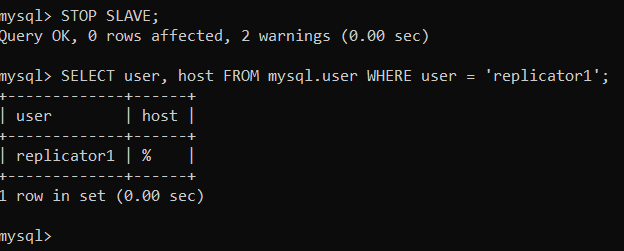 mysql> STOP SLAVE;
Query OK, 0 rows affected, 2 warnings (0.00 sec)
mysql> SELECT user, host FROM mysql.user WHERE user = 'replicator1';
+-------------+------+
| user        | host |
+-------------+------+
| replicator1 | %    |
+-------------+------+
1 row in set (0.00 sec)
mysql>